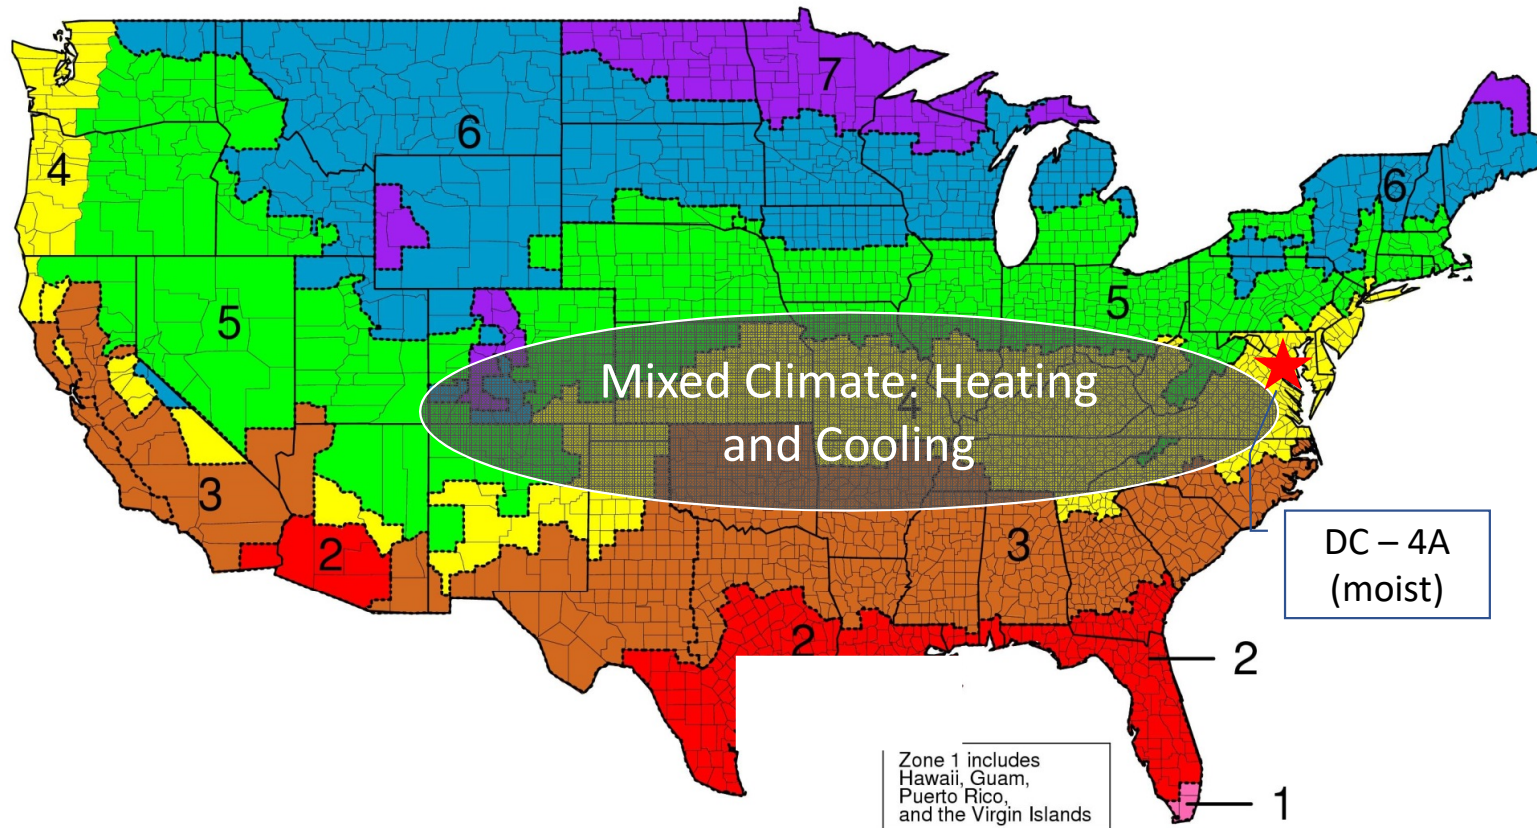 7
6
4
6
5
5
Mixed Climate: Heating
4
and Cooling
3
2
3
DC – 4A
(moist)
2
2
Zone 1 includes
Hawaii, Guam,
Puerto Rico,
and the Virgin Islands
1